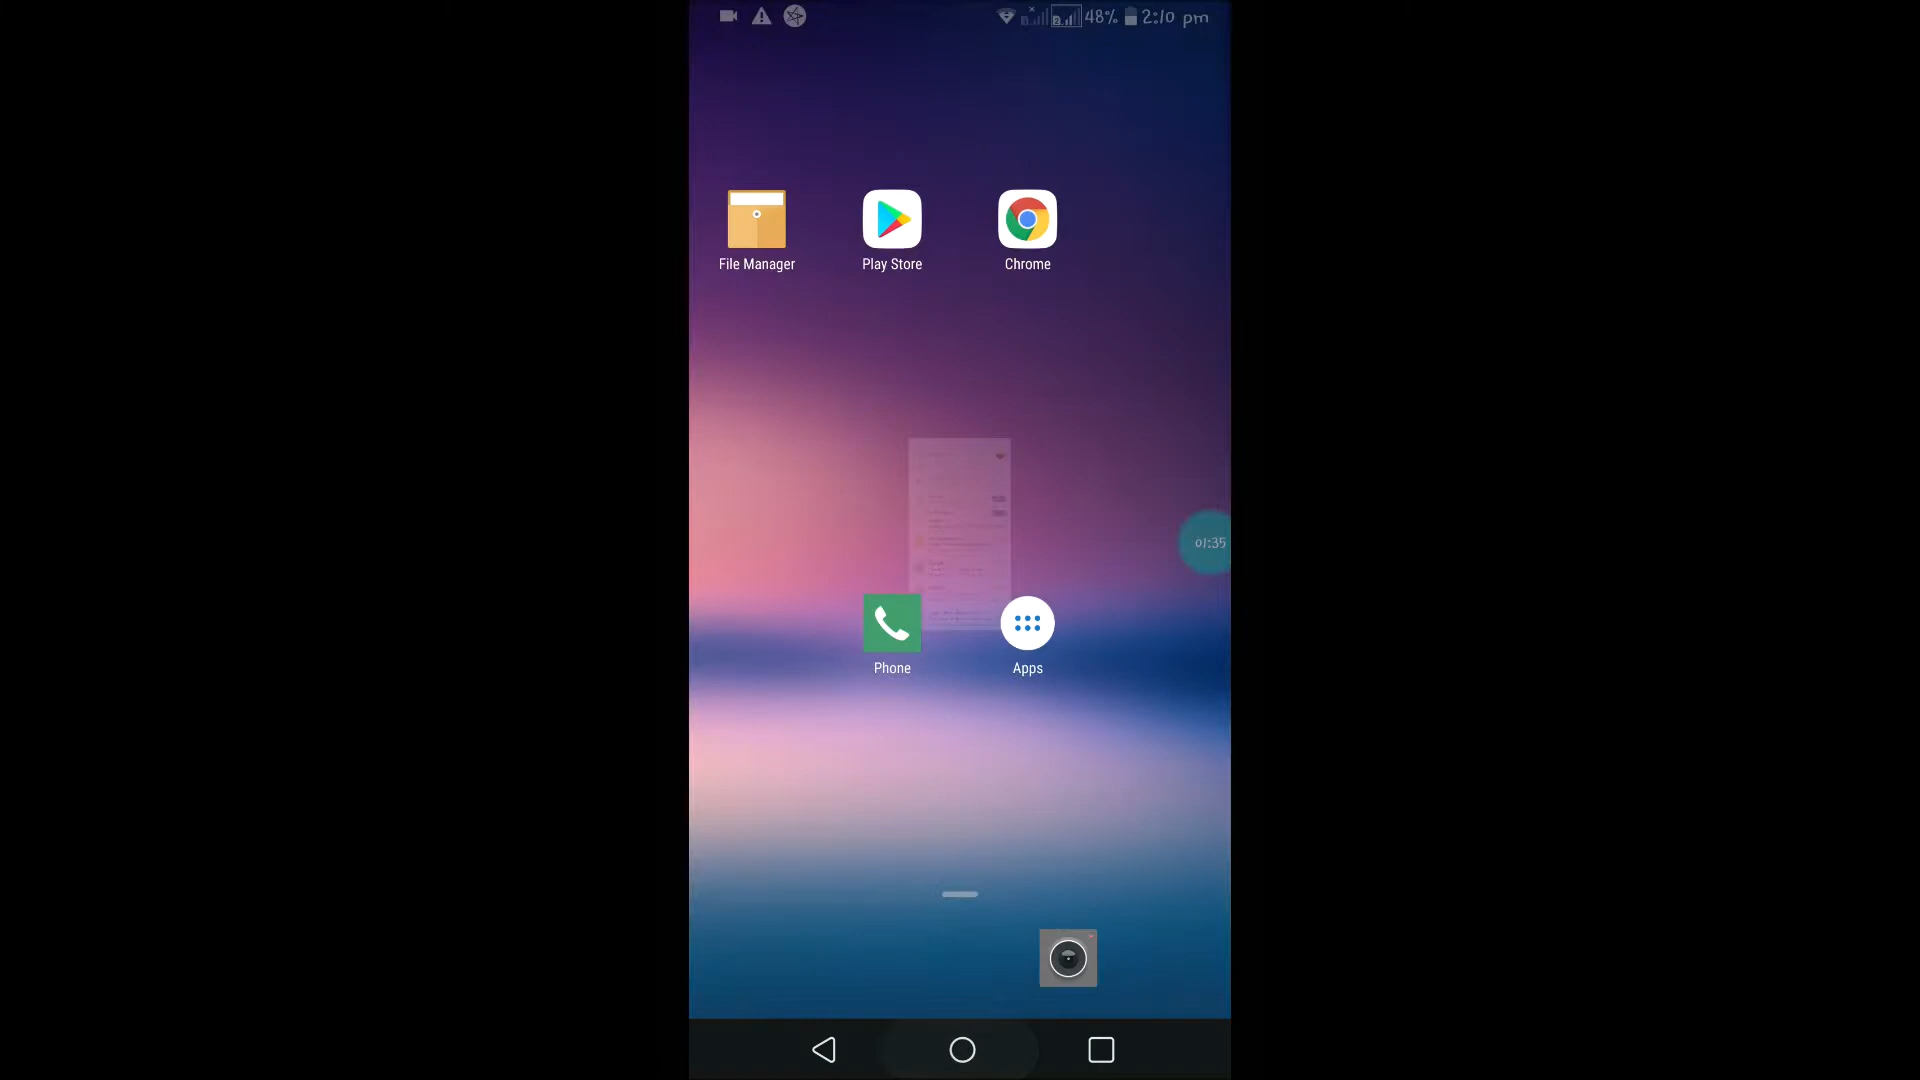 48% 2:10 pm
File Manager
Play Store
Chrome
01:35
Phone
Apps